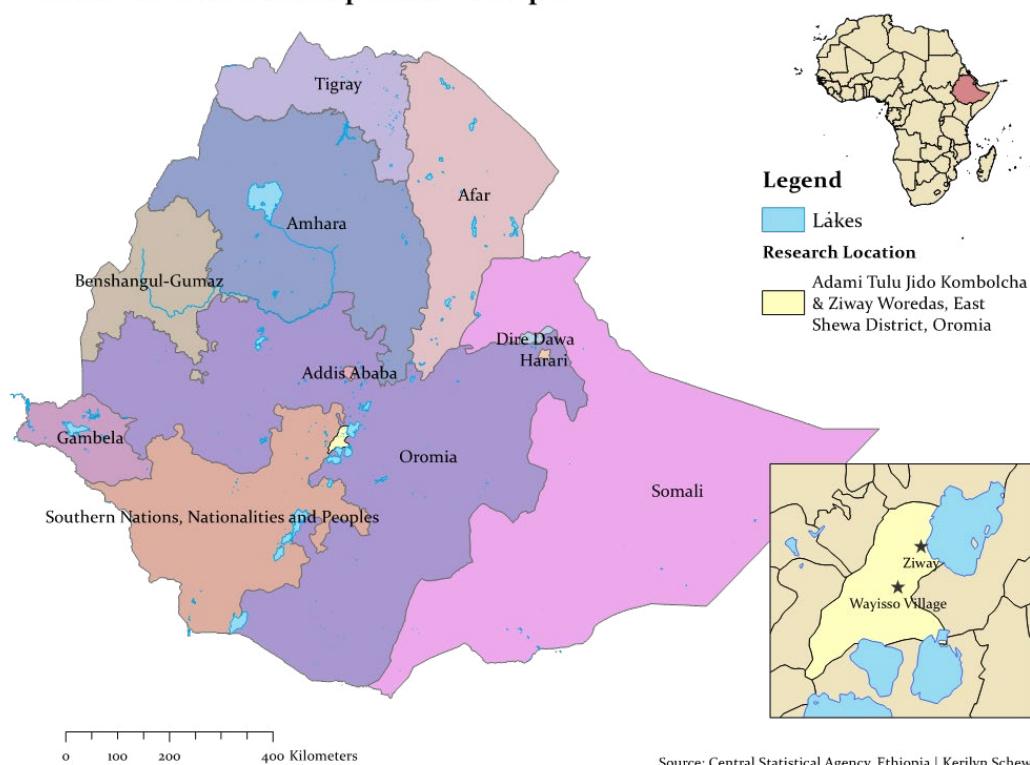 Tigray
Afar
Amhara
Benshangul-Gumaz
Dire Dawa
Harari
Addis Ababa
Gambela
Oromia
Somali
Southern Nations, Nationalities and Peoples
0 100 200 400 Kilometers
Legend
Lakes
Research Location
Adami Tulu Jido Kombolcha
& Ziway Woredas, East
Shewa District, Oromia
Ziway
Wayisso Village
Source: Central Statistical Agency, Ethiopia | Kerilyn Schew